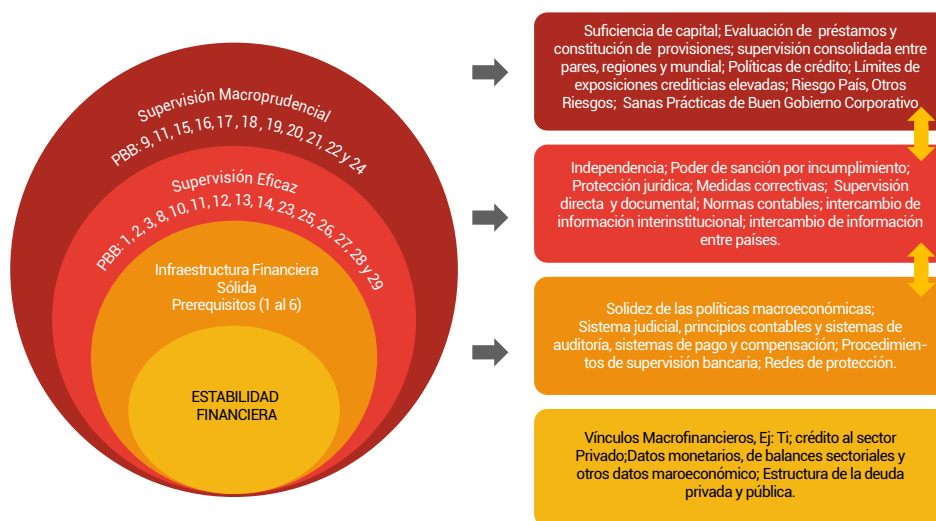 Supervisión Macroprudencial
PBB: 9, 11, 15, 16, 17 , 18 , 19, 20, 21, 22 y 24
Supervisión Eficaz
PBB: 1, 2, 3, 8, 10, 11, 12, 13, 14, 23, 25, 26, 27, 28 y 29
Infraestructura Financiera
Sólida
Prerequisitos (1 al 6)
ESTABILIDAD
FINANCIERA
Suficiencia de capital; Evaluación de préstamos y
constitución de provisiones; supervisión consolidada entre
pares, regiones y mundial; Políticas de crédito; Límites de
exposiciones crediticias elevadas; Riesgo País, Otros
Riesgos; Sanas Prácticas de Buen Gobierno Corporativo
Independencia; Poder de sanción por incumplimiento;
Protección jurídica; Medidas correctivas; Supervisión
directa y documental; Normas contables; intercambio de
información interinstitucional; intercambio de información
entre países.
Solidez de las políticas macroeconómicas;
Sistema judicial, principios contables y sistemas de
auditoría, sistemas de pago y compensación; Procedimien-
tos de supervisión bancaria; Redes de protección.
Vínculos Macrofinancieros, Ej: Ti; crédito al sector
Privado;Datos monetarios, de balances sectoriales y
otros datos maroeconómico; Estructura de la deuda
privada y pública.